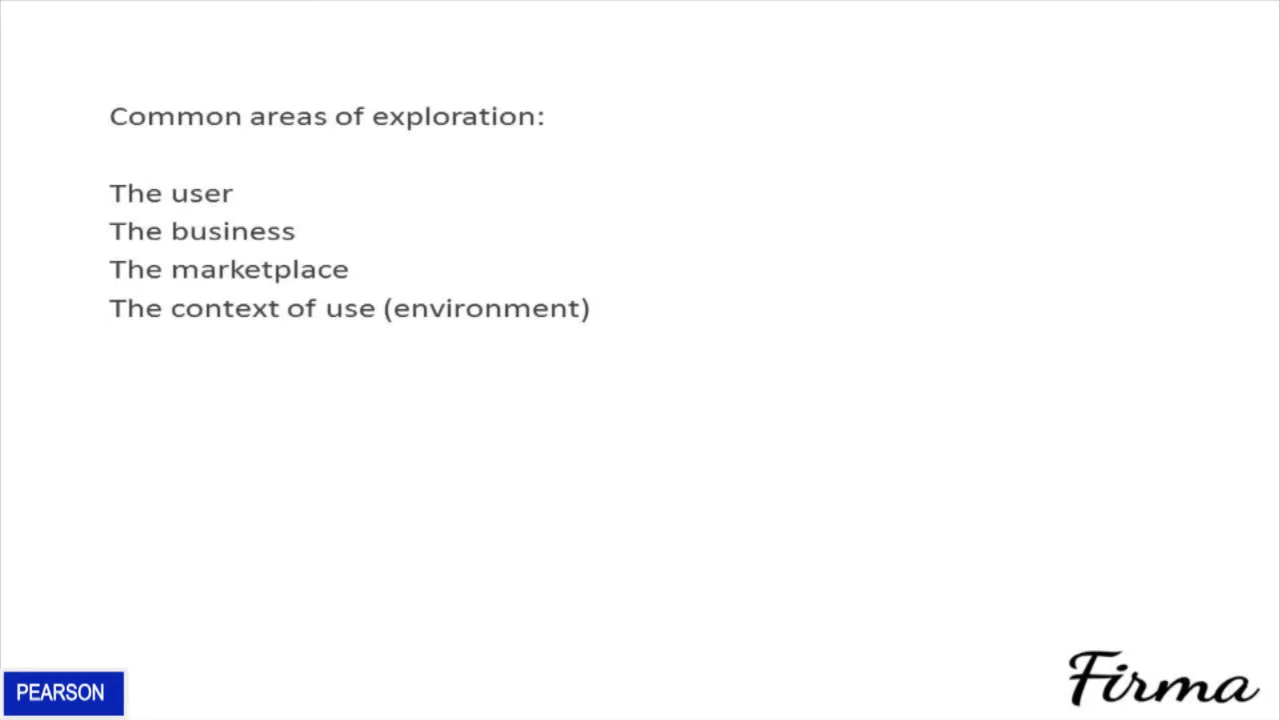 Common areas of exploration:
The user
The business
The marketplace
The context of use (environment)
PEARSON
Firma